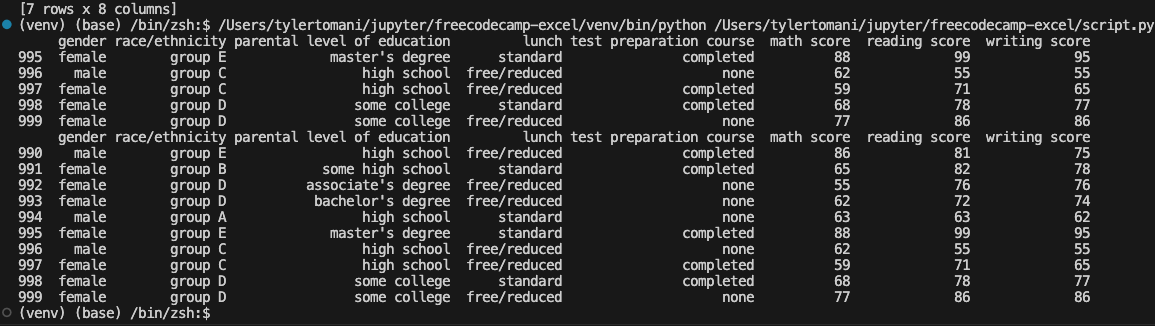 [7 rows x 8 columns]
(venv) (base) /bin/zsh:$ /Users/tylertomani/jupyter/freecodecamp-excel/venv/bin/python /Users/tylertomani/jupyter/freecodecamp-excel/script.py
gender race/ethnicity parental level of education lunch test preparation course math score reading score writing score
995 female group E master's degree standard completed 88 99 95
996 male group C high school free/reduced none 62 55 55
997 female group C high school free/reduced completed 59 71 65
998 female group D some college standard completed 68 78 77
999 female group D some college free/reduced none 77 86 86
gender race/ethnicity parental level of education lunch test preparation course math score reading score writing score
990 male group E high school free/reduced completed 86 81 75
991 female group B some high school standard completed 65 82 78
992 female group D associate's degree free/reduced none 55 76 76
993 female group D bachelor's degree free/reduced none 62 72 74
994 male group A high school standard none 63 63 62
995 female group E master's degree standard completed 88 99 95
996 male group C high school free/reduced none 62 55 55
997 female group C high school free/reduced completed 59 71 65
998 female group D some college standard completed 68 78 77
999 female group D some college free/reduced none 77 86 86
(venv) (base) /bin/zsh:$